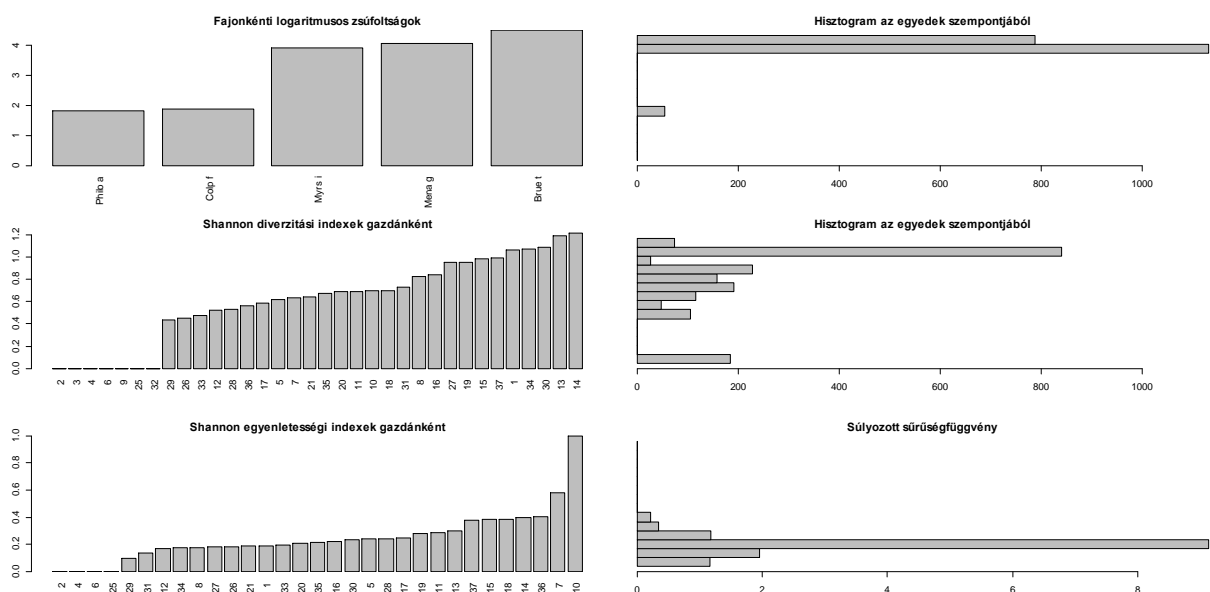 Fajonkénti logaritmusos zsúfoltságok
4
3
2
1
0
Philo a
Colp f
Myrs i
Mena g
Brue t
Hisztogram az egyedek szempontjából
0 200 400 600 800 1000
Shannon diverzitási indexek gazdánként
1.2
1.0
0.8
0.6
0.4
0.2
0.0
2 3 4 6 9 25 32 29 26 33 12 28 36 17 5 7 21 35 20 11 10 18 31 8 16 27 19 15 37 1 34 30 13 14
Hisztogram az egyedek szempontjából
0 200 400 600 800 1000
Shannon egyenletességi indexek gazdánként
1.0
0.8
0.6
0.4
0.2
0.0
2 4 6 25 29 31 12 34 8 27 26 21 1 33 20 35 16 30 5 28 17 19 11 13 37 15 18 14 36 7 10
Súlyozott sűrűségfüggvény
0 2 4 6 8